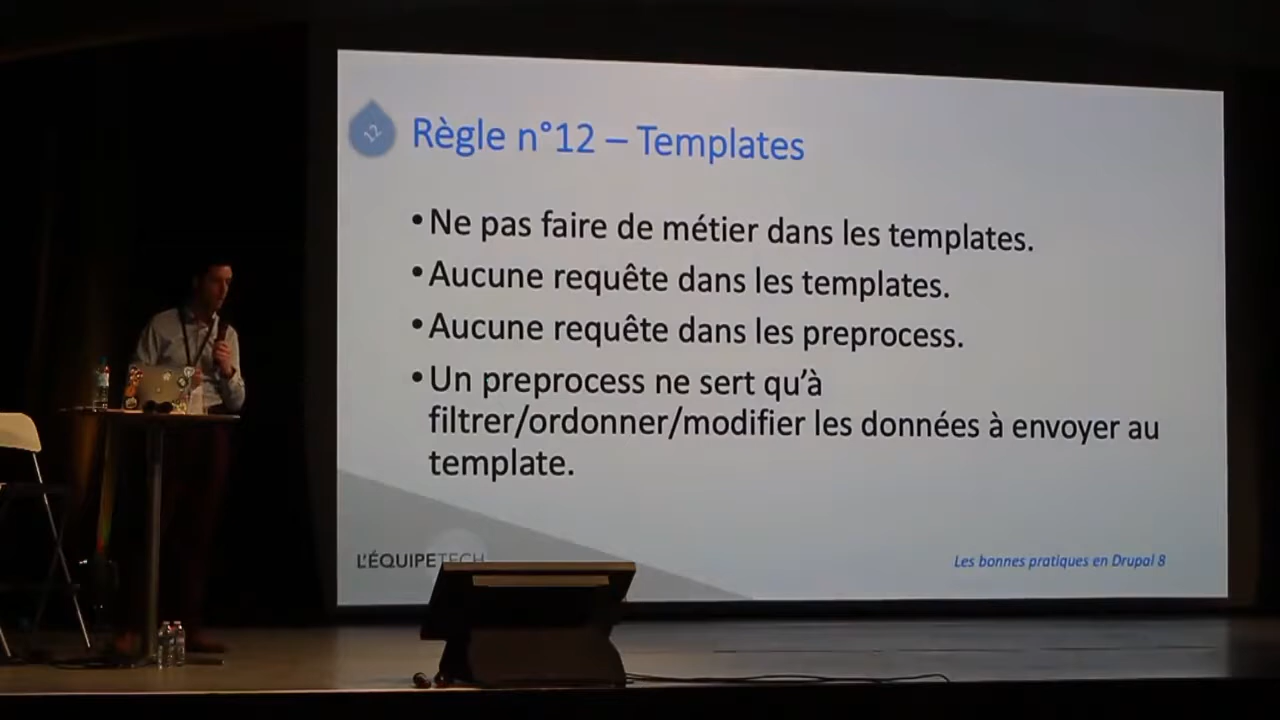 12
Règle n°12 – Templates
• Ne pas faire de métier dans les templates.
• Aucune requête dans les templates.
• Aucune requête dans les preprocess.
• Un preprocess ne sert qu’à
filtrer/ordonner/modifier les données à envoyer au
template.
L'ÉQUIPETECH
Les bonnes pratiques en Drupal 8